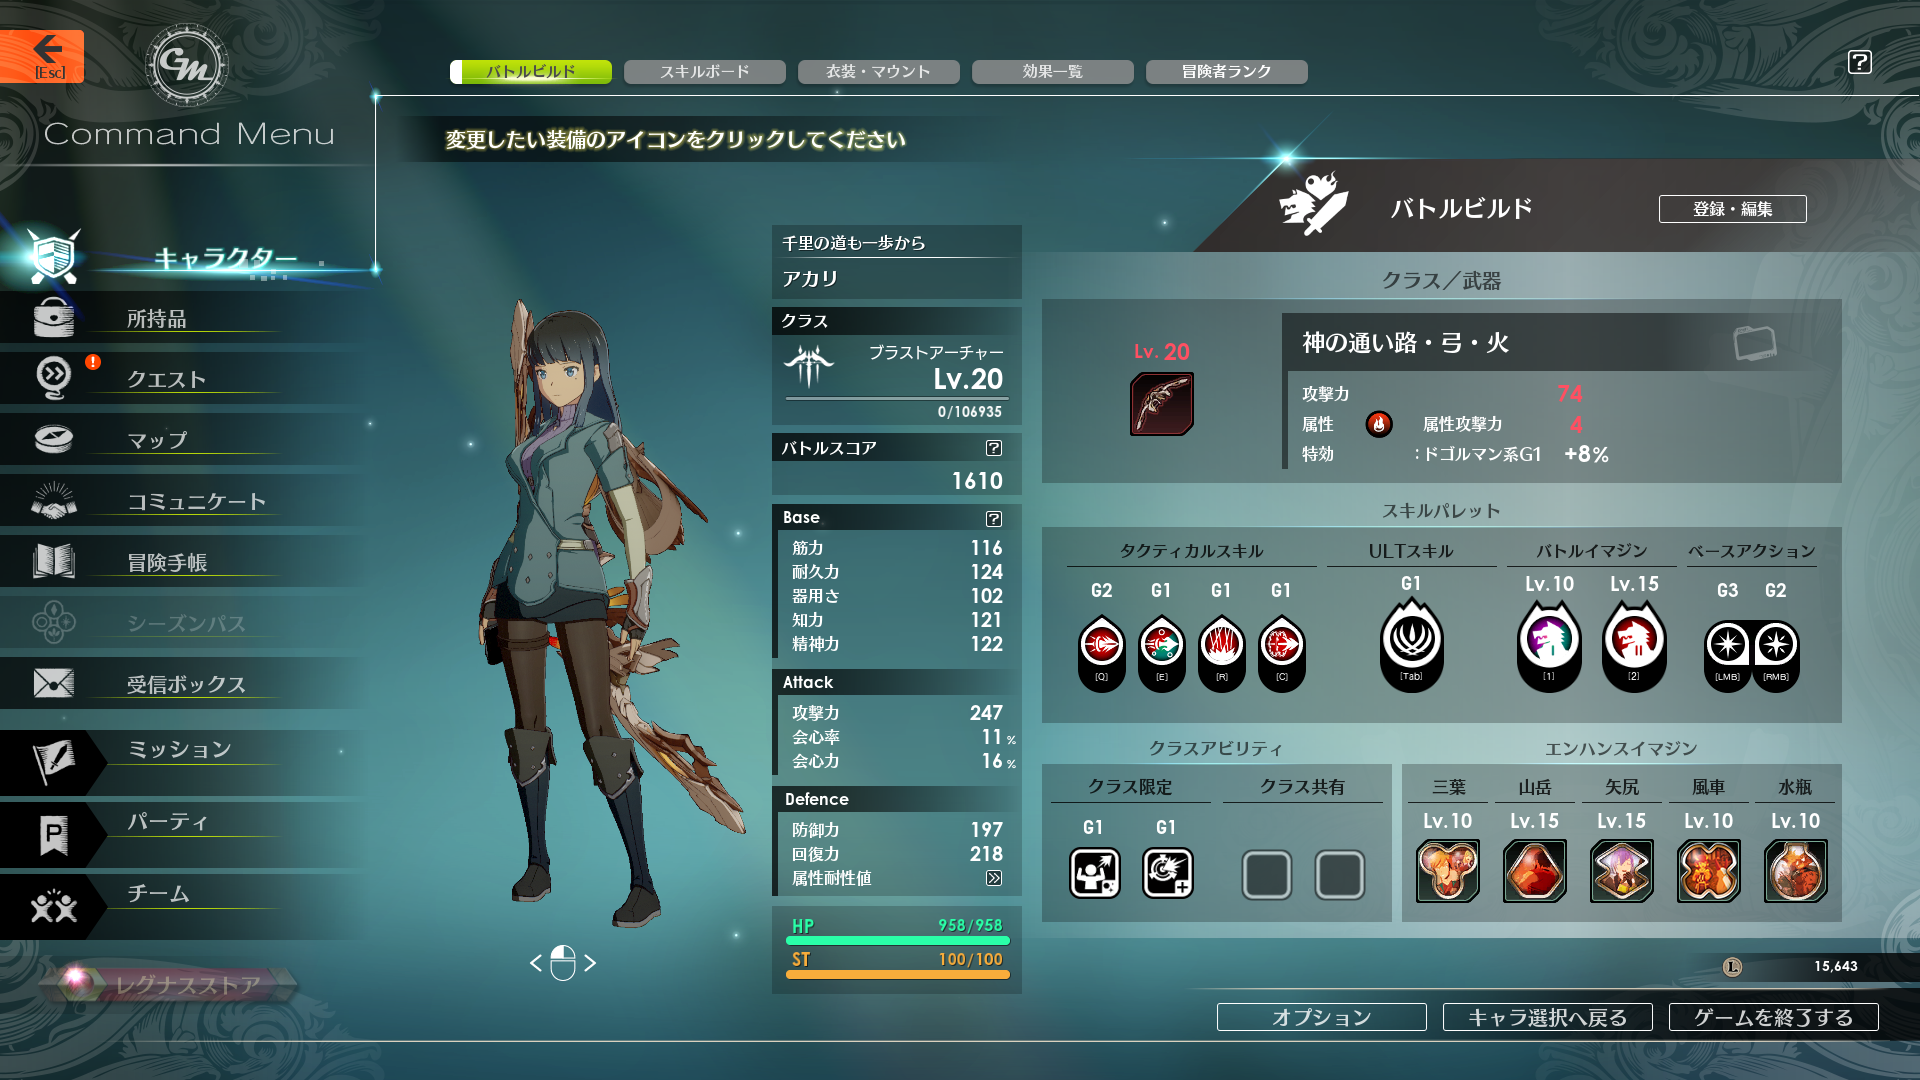 [Esc]
GM
Command Menu
バトルビルド
スキルボード
衣装・マウント
効果一覧
冒険者ランク
?
変更したい装備のアイコンをクリックしてください
キャラクター
所持品
!
クエスト
マップ
コミュニケート
冒険手帳
シーズンパス
受信ボックス
ミッション
P
パーティ
チーム
レグナスストア
千里の道も一歩から
アカリ
クラス
ブラストアーチャー
Lv.20
0/106935
バトルスコア ?
1610
Base ?
筋力 116
耐久力 124
器用さ 102
知力 121
精神力 122
Attack
攻撃力 247
会心率 11 %
会心力 16 %
Defence
防御力 197
回復力 218
属性耐性値
HP 958/958
ST 100/100
バトルビルド
登録・編集
クラス／武器
Lv. 20
神の通い路・弓・火
攻撃力 74
属性 属性攻撃力 4
特効 : ドゴルマン系G1 +8%
スキルパレット
タクティカルスキル ULTスキル バトルイマジン ベースアクション
G2 G1 G1 G1 G1 Lv.10 Lv.15 G3 G2
I II
[Q] [E] [R] [C] [Tab] [1] [2] [LMB] [RMB]
クラスアビリティ
クラス限定 クラス共有
G1 G1
エンハンスイマジン
三葉 山岳 矢尻 風車 水瓶
Lv.10 Lv.15 Lv.15 Lv.10 Lv.10
L 15,643
オプション
キャラ選択へ戻る
ゲームを終了する